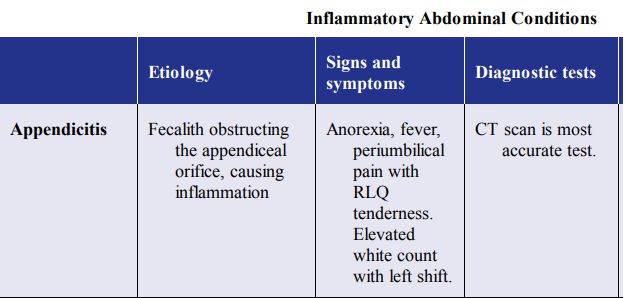 Inflammatory Abdominal Conditions
Etiology
Signs and
symptoms
Diagnostic tests
Appendicitis
Fecalith obstructing
the appendiceal
orifice, causing
inflammation
Anorexia, fever,
periumbilical
pain with
RLQ
tenderness.
Elevated
white count
with left shift.
CT scan is most
accurate test.